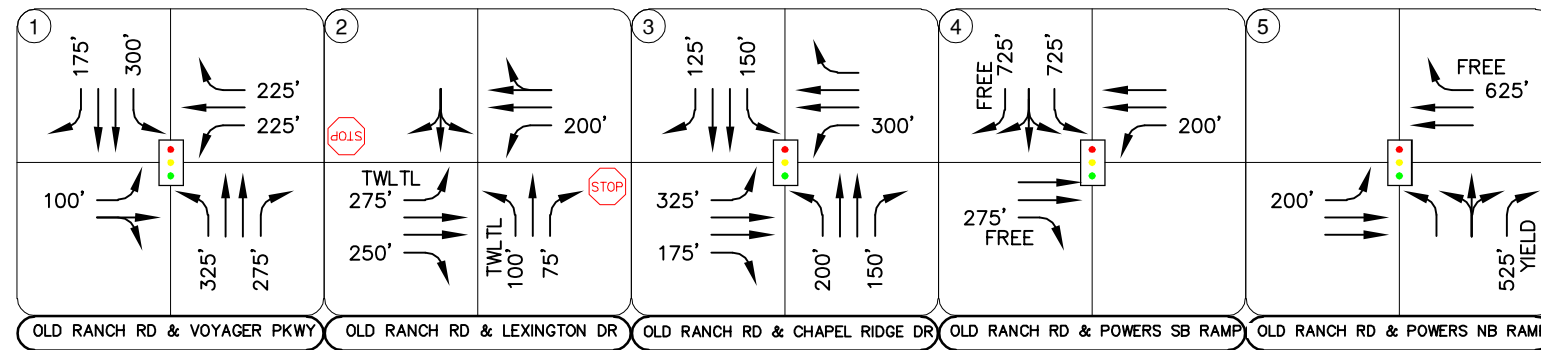 1
175'
300'
225'
225'
100'
325'
275'
OLD RANCH RD & VOYAGER PKWY
2
200'
STOP
TWLTL
275'
250'
TWLTL
100'
75'
STOP
OLD RANCH RD & LEXINGTON DR
3
125'
150'
300'
325'
175'
200'
150'
OLD RANCH RD & CHAPEL RIDGE DR
4
FREE
725'
725'
200'
275'
FREE
OLD RANCH RD & POWERS SB RAMP
5
FREE
625'
200'
525'
YIELD
OLD RANCH RD & POWERS NB RAMP